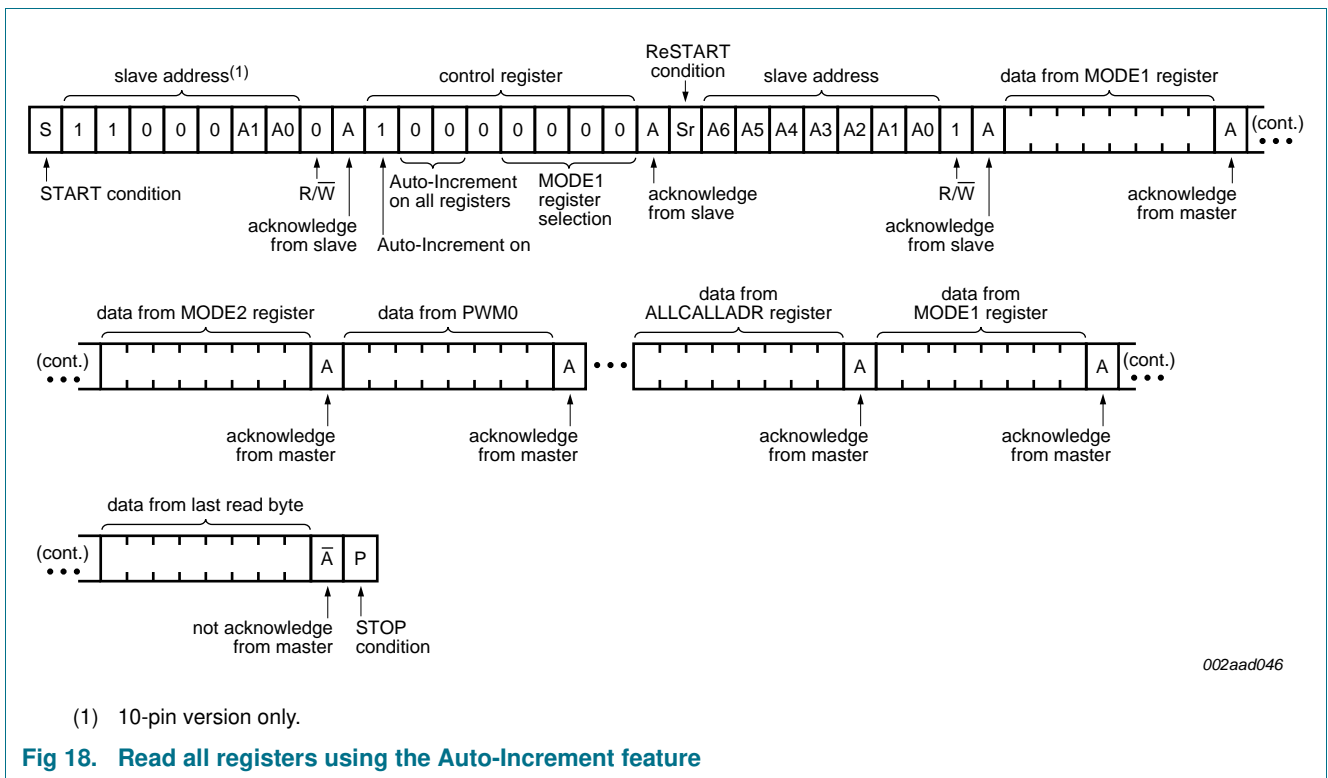 ReSTART
condition
slave address(1)
control register
slave address
data from MODE1 register
S 1 1 0 0 0 A1 A0 0 A 1 0 0 0 0 0 0 0 A Sr A6 A5 A4 A3 A2 A1 A0 1 A A (cont.)
START condition
R/W̅
acknowledge
from slave
Auto-Increment on
Auto-Increment
on all registers
MODE1
register
selection
acknowledge
from slave
R/W̅
acknowledge
from slave
acknowledge
from master
data from MODE2 register
data from PWM0
data from
ALLCALLADR register
data from
MODE1 register
(cont.) A A A A (cont.)
acknowledge
from master
acknowledge
from master
acknowledge
from master
acknowledge
from master
data from last read byte
(cont.) A̅ P
not acknowledge
from master
STOP
condition
002aad046
(1) 10-pin version only.
Fig 18. Read all registers using the Auto-Increment feature